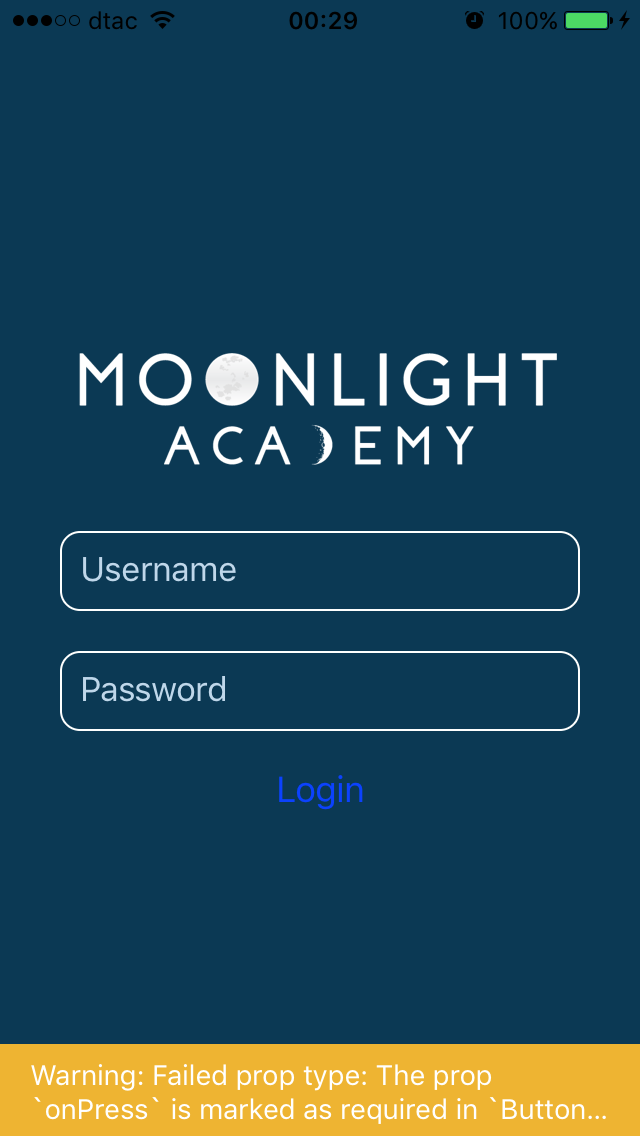 dtac 00:29 100%
MOONLIGHT
ACADEMY
Username
Password
Login
Warning: Failed prop type: The prop
`onPress` is marked as required in `Button...